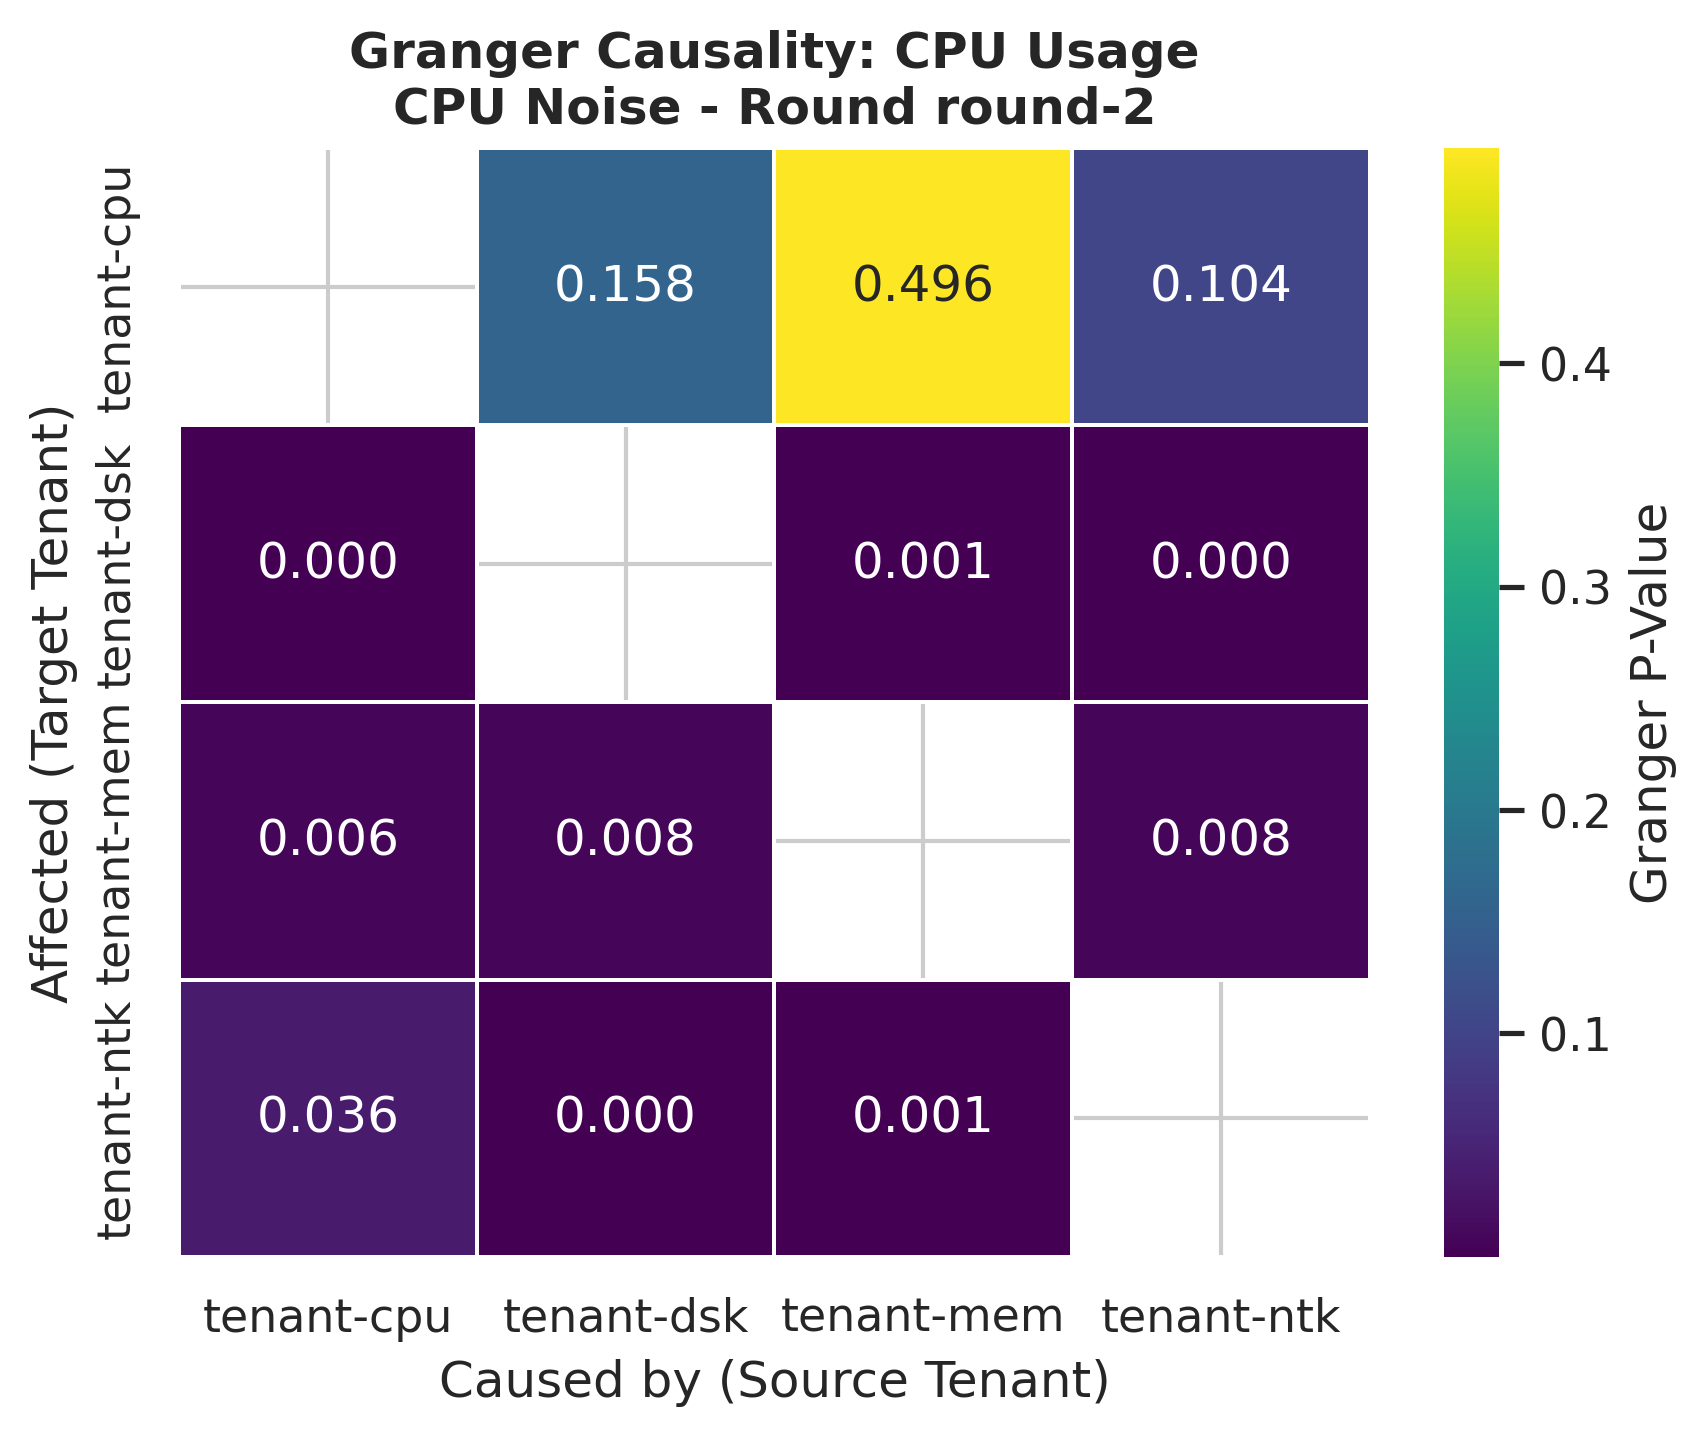 Granger Causality: CPU Usage
CPU Noise - Round round-2
Affected (Target Tenant)
tenant-cpu
0.158 0.496 0.104
tenant-dsk
0.000 0.001 0.000
tenant-mem
0.006 0.008 0.008
tenant-ntk
0.036 0.000 0.001
tenant-cpu tenant-dsk tenant-mem tenant-ntk
Caused by (Source Tenant)
0.4
0.3
0.2
0.1
Granger P-Value